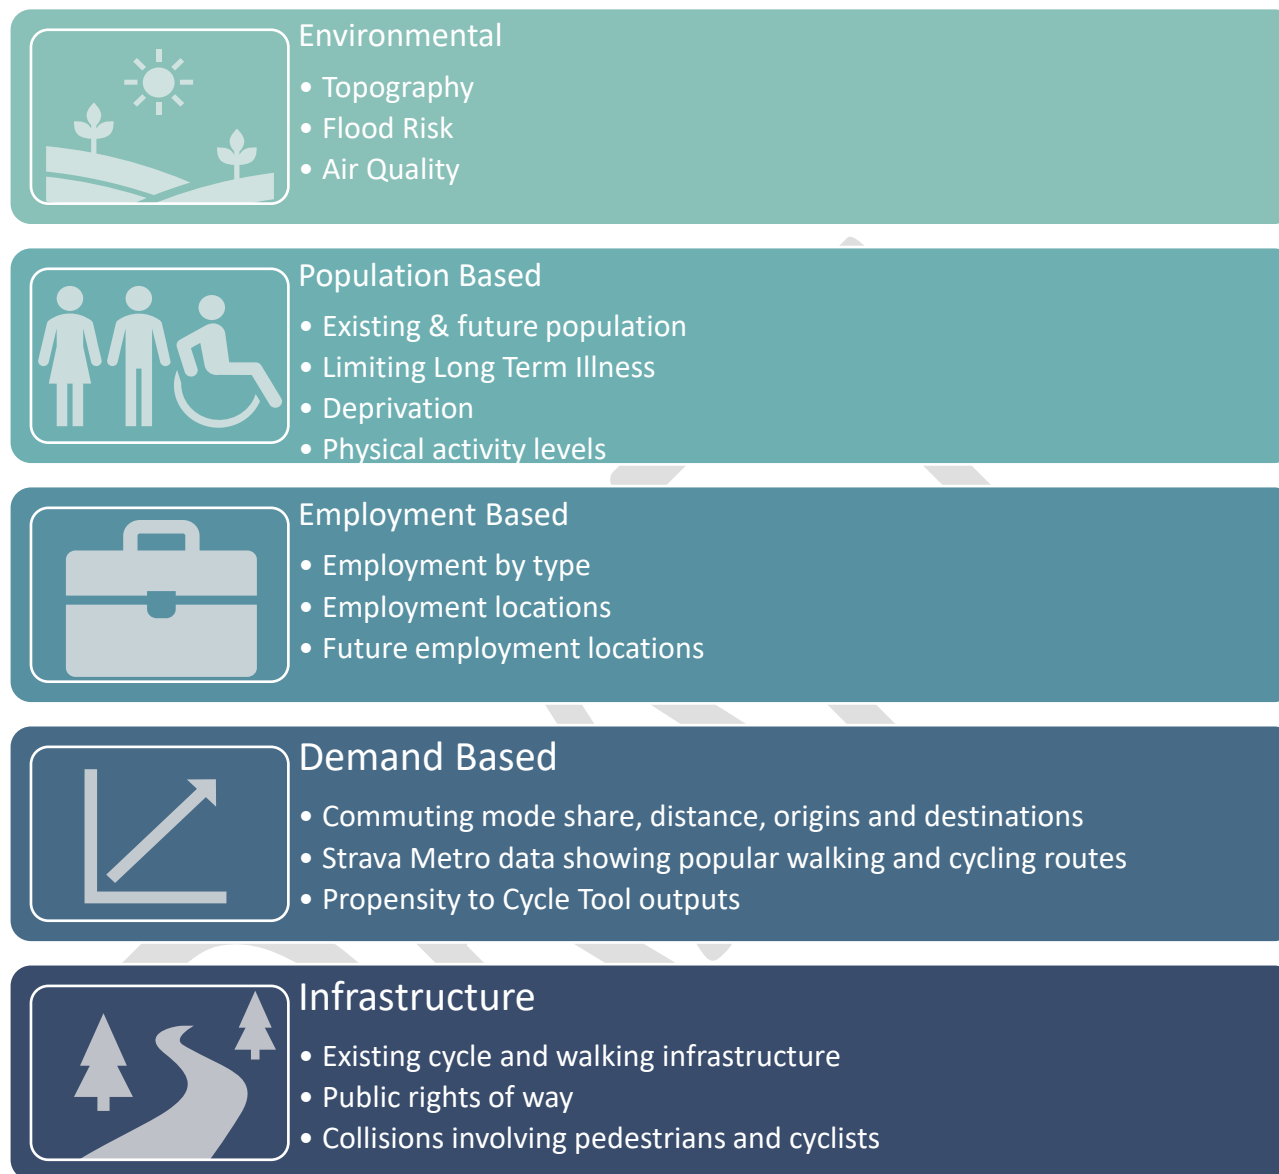 Environmental
• Topography
• Flood Risk
• Air Quality
Population Based
• Existing & future population
• Limiting Long Term Illness
• Deprivation
• Physical activity levels
Employment Based
• Employment by type
• Employment locations
• Future employment locations
Demand Based
• Commuting mode share, distance, origins and destinations
• Strava Metro data showing popular walking and cycling routes
• Propensity to Cycle Tool outputs
Infrastructure
• Existing cycle and walking infrastructure
• Public rights of way
• Collisions involving pedestrians and cyclists